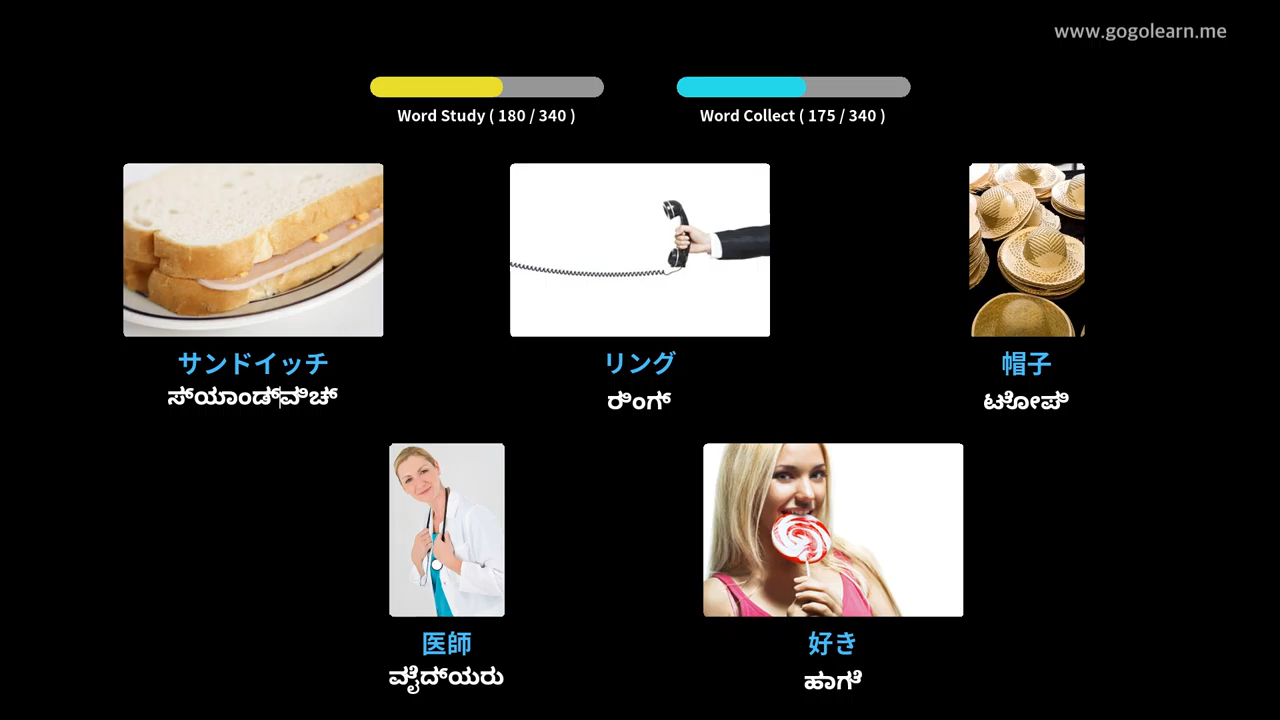 www.gogolearn.me
Word Study ( 180 / 340 )
Word Collect ( 175 / 340 )
サンドイッチ
ಸ್ಯಾಂಡ್‌ವಿಚ್
リング
ರಿಂಗ್
帽子
ಟೋಪಿ
医師
ವೈದ್ಯರು
好き
ಹಾಗೆ